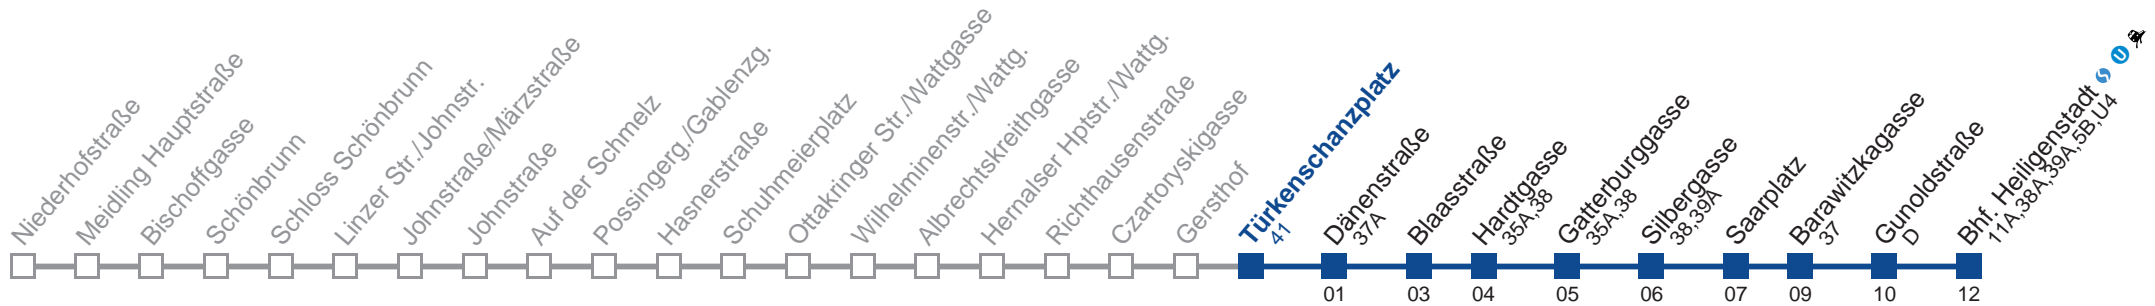 Niederhofstraße
Meidling Hauptstraße
Bischoffgasse
Schönbrunn
Schloss Schönbrunn
Linzer Str./Johnstr.
Johnstraße/Märzstraße
Johnstraße
Auf der Schmelz
Possingerg./Gablenzg.
Hasnerstraße
Schuhmeierplatz
Ottakringer Str./Wattgasse
Wilhelminenstr./Wattg.
Albrechtskreithgasse
Hernalser Hptstr./Wattg.
Richthausenstraße
Czartoryskigasse
Gersthof
Türkenschanzplatz
41
Dänenstraße
37A
01
Blaasstraße
03
Hardtgasse
35A,38
04
Gatterburggasse
35A,38
05
Silbergasse
38,39A
06
Saarplatz
07
Barawitzkagasse
37
09
Gunoldstraße
D
10
Bhf. Heiligenstadt S U
11A,38A,39A,5B,U4
12